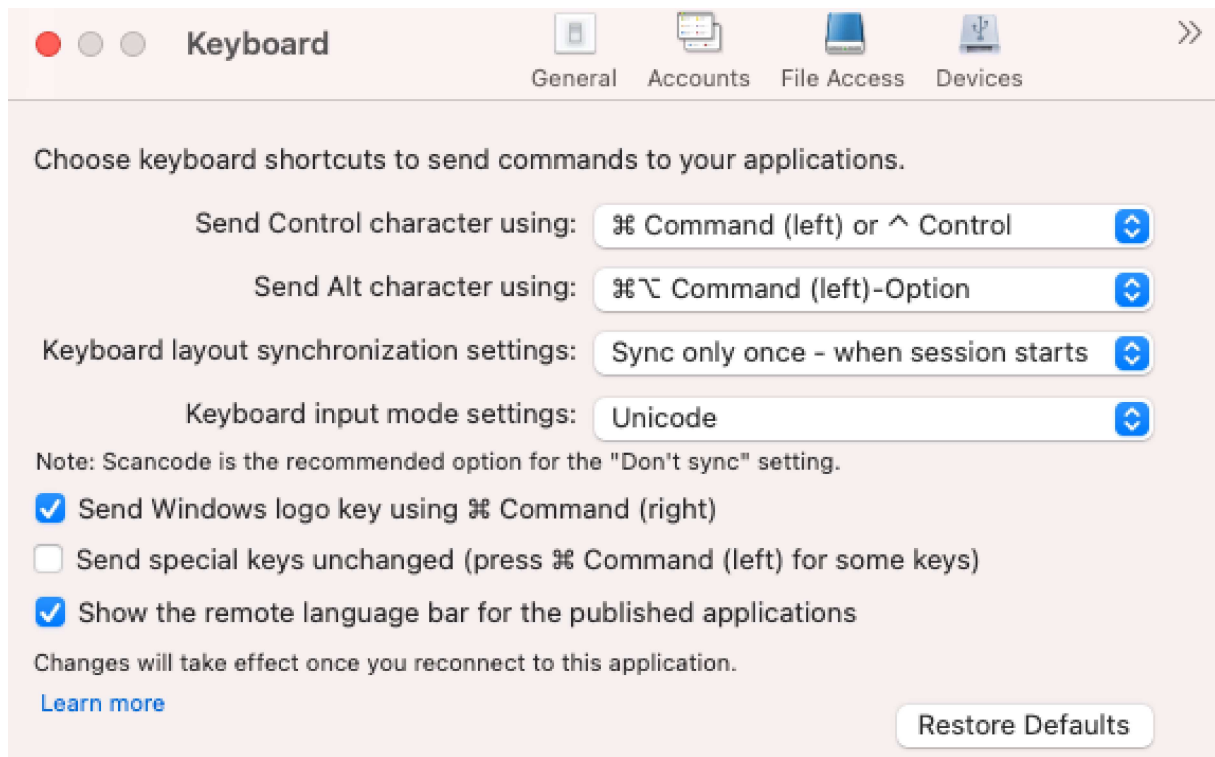 Keyboard
General Accounts File Access Devices
Choose keyboard shortcuts to send commands to your applications.
Send Control character using: ⌘ Command (left) or ^ Control
Send Alt character using: ⌘⌥ Command (left)-Option
Keyboard layout synchronization settings: Sync only once - when session starts
Keyboard input mode settings: Unicode
Note: Scancode is the recommended option for the "Don't sync" setting.
Send Windows logo key using ⌘ Command (right)
Send special keys unchanged (press ⌘ Command (left) for some keys)
Show the remote language bar for the published applications
Changes will take effect once you reconnect to this application.
Learn more
Restore Defaults